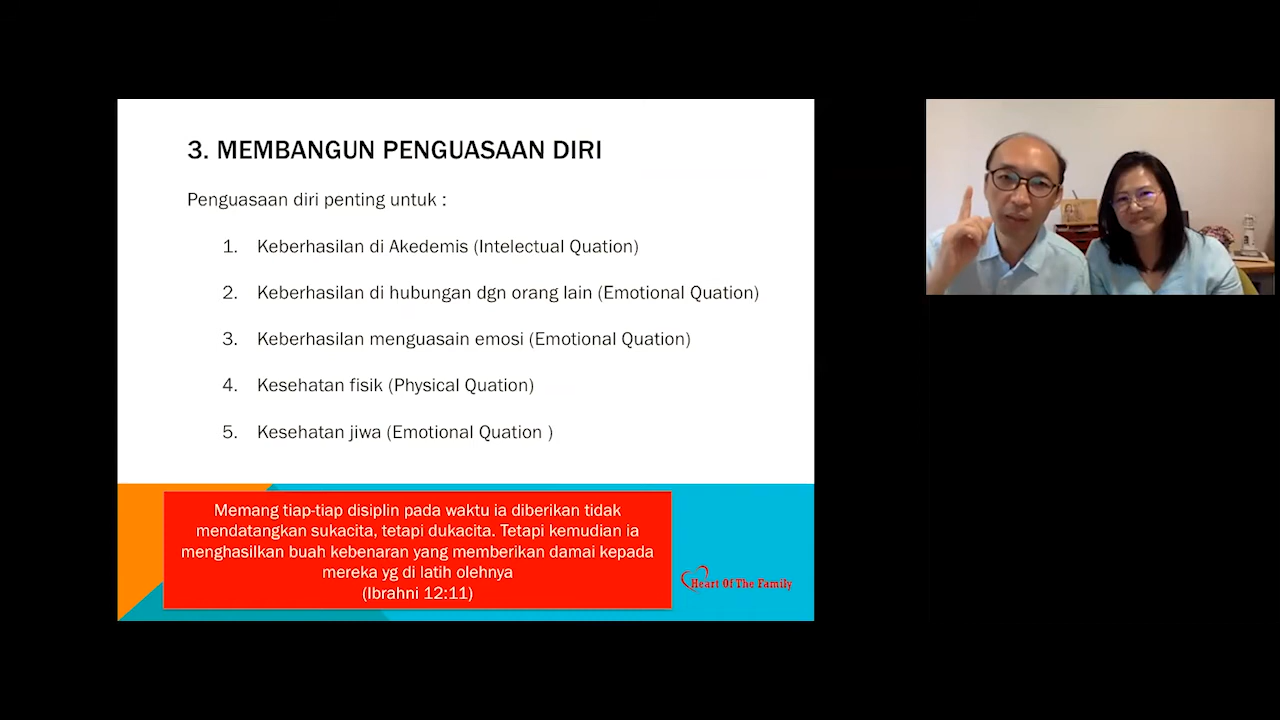 3. MEMBANGUN PENGUASAAN DIRI
Penguasaan diri penting untuk :
1. Keberhasilan di Akedemis (Intelectual Quation)
2. Keberhasilan di hubungan dgn orang lain (Emotional Quation)
3. Keberhasilan menguasain emosi (Emotional Quation)
4. Kesehatan fisik (Physical Quation)
5. Kesehatan jiwa (Emotional Quation )
Memang tiap-tiap disiplin pada waktu ia diberikan tidak
mendatangkan sukacita, tetapi dukacita. Tetapi kemudian ia
menghasilkan buah kebenaran yang memberikan damai kepada
mereka yg di latih olehnya
(Ibrahni 12:11)
Heart Of The Family